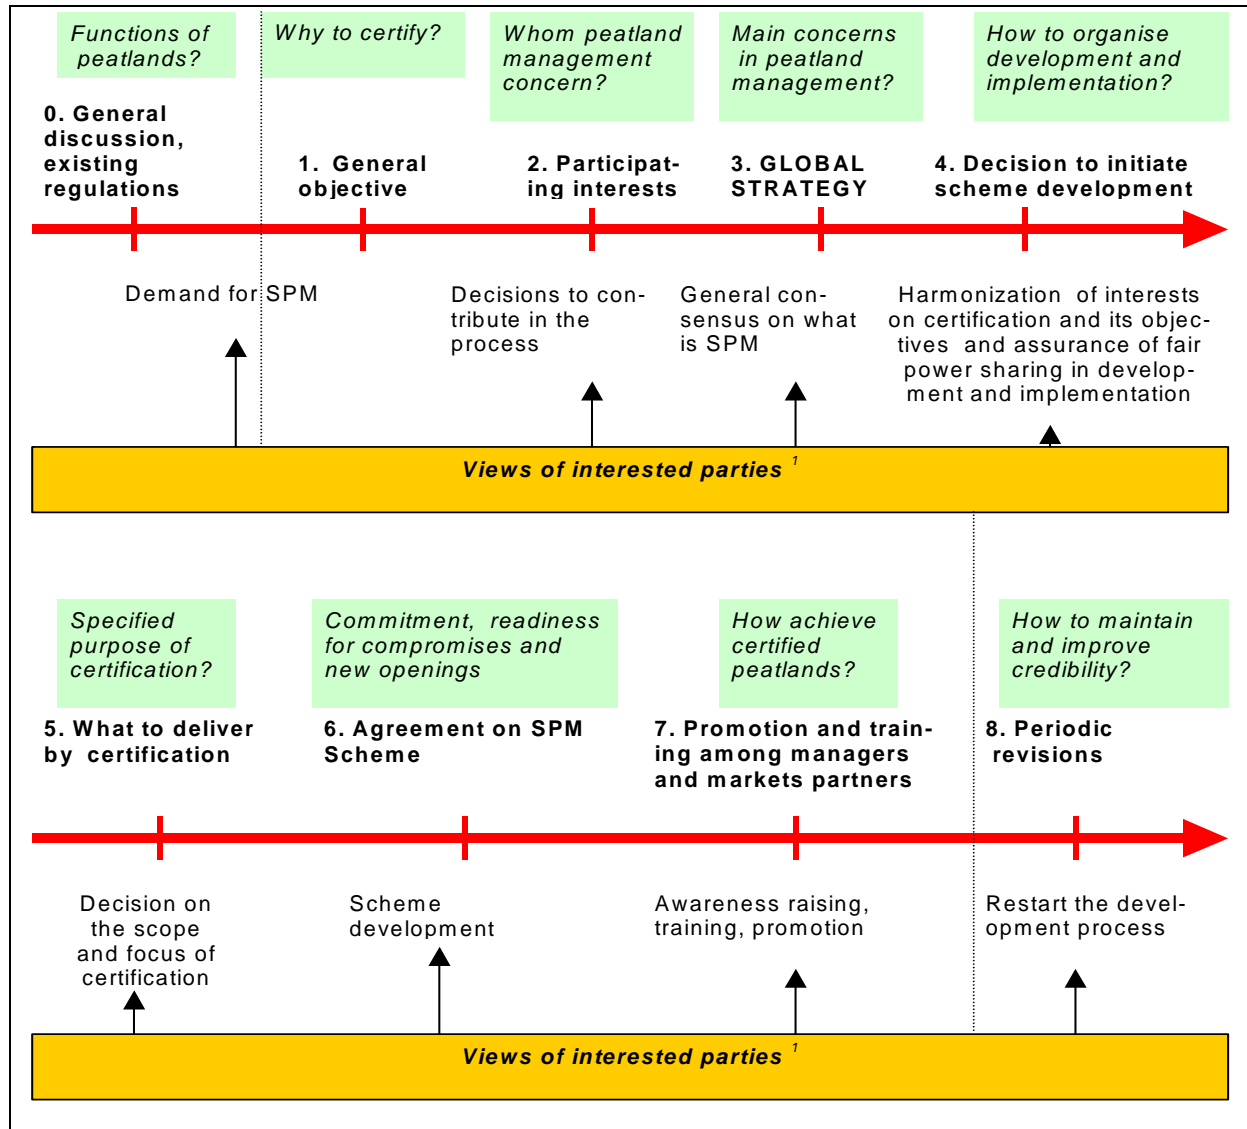 Functions of
peatlands?
Why to certify?
Whom peatland
management
concern?
Main concerns
in peatland
management?
How to organise
development and
implementation?
0. General
discussion,
existing
regulations
1. General
objective
2. Participat-
ing interests
3. GLOBAL
STRATEGY
4. Decision to initiate
scheme development
Demand for SPM
Decisions to con-
tribute in the
process
General con-
sensus on what
is SPM
Harmonization of interests
on certification and its objec-
tives and assurance of fair
power sharing in develop-
ment and implementation
Views of interested parties 1
Specified
purpose of
certification?
Commitment, readiness
for compromises and
new openings
How achieve
certified
peatlands?
How to maintain
and improve
credibility?
5. What to deliver
by certification
6. Agreement on SPM
Scheme
7. Promotion and train-
ing among managers
and markets partners
8. Periodic
revisions
Decision on
the scope
and focus of
certification
Scheme
development
Awareness raising,
training, promotion
Restart the devel-
opment process
Views of interested parties 1